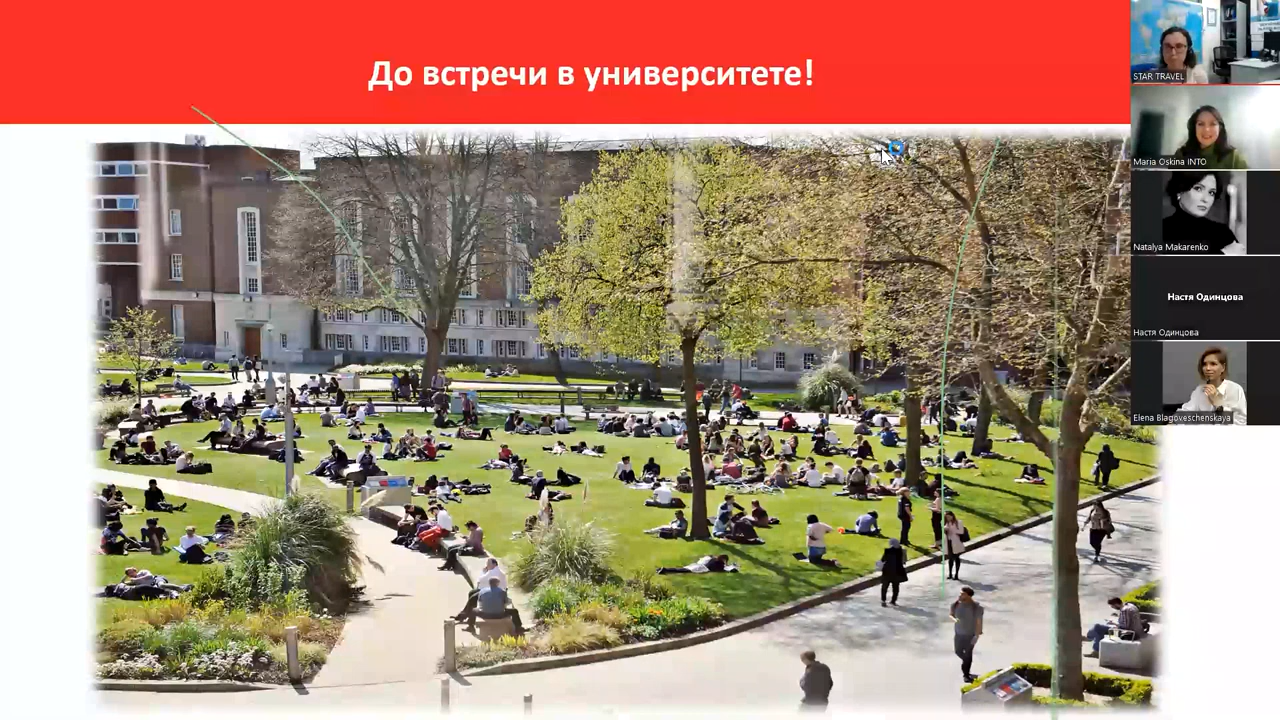 До встречи в университете!
STAR TRAVEL
Maria Oskina INTO
Natalya Makarenko
Настя Одинцова
Настя Одинцова
Elena Blagoveschenskaya